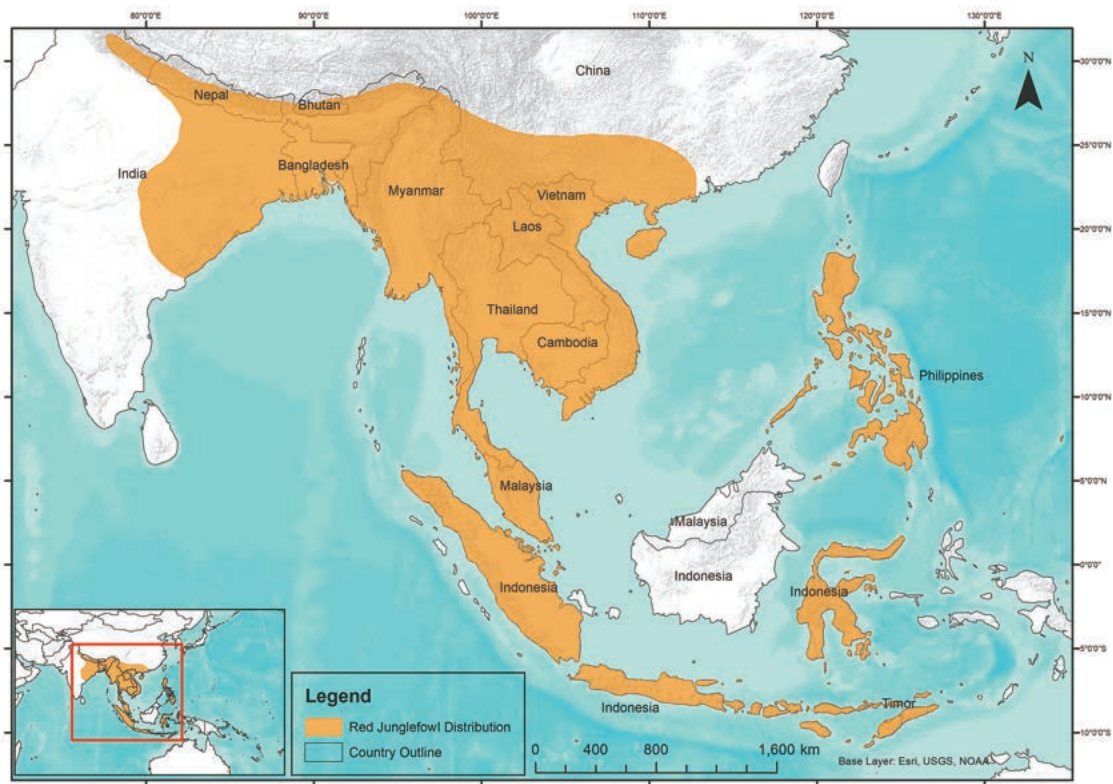 80°0'0"E
90°0'0"E
100°0'0"E
110°0'0"E
120°0'0"E
130°0'0"E
30°0'0"N
25°0'0"N
20°0'0"N
15°0'0"N
10°0'0"N
5°0'0"N
0°0'0"
5°0'0"S
10°0'0"S
N
China
Nepal
Bhutan
India
Bangladesh
Myanmar
Vietnam
Laos
Thailand
Cambodia
Philippines
Malaysia
Malaysia
Indonesia
Indonesia
Indonesia
Indonesia
Timor
Legend
Red Junglefowl Distribution
Country Outline
0 400 800 1,600 km
Base Layer: Esri, USGS, NOAA